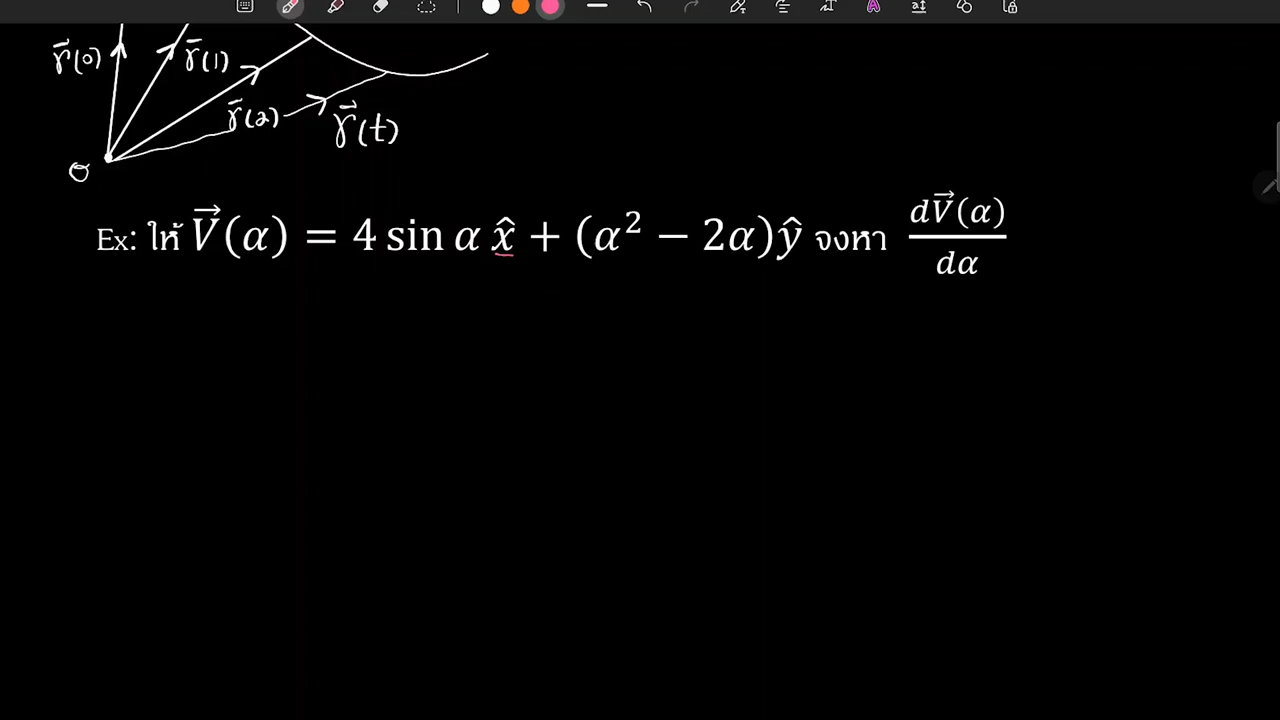 r⃗(0)
r⃗(1)
r⃗(2)
r⃗(t)
O
Ex: ให้ V⃗(α) = 4 sin α x̂ + (α² − 2α)ŷ จงหา dV⃗(α)/dα